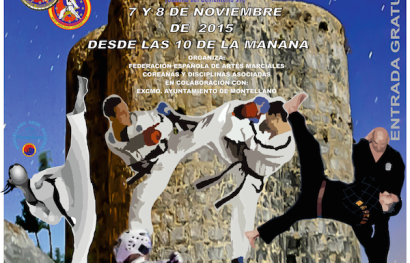 7 Y 8 DE NOVIEMBRE
DE 2015
DESDE LAS 10 DE LA MAÑANA
ORGANIZA:
FEDERACIÓN ESPAÑOLA DE ARTES MARCIALES
COREANAS Y DISCIPLINAS ASOCIADAS
EN COLABORACIÓN CON:
EXCMO. AYUNTAMIENTO DE MONTELLANO
ENTRADA GRATU